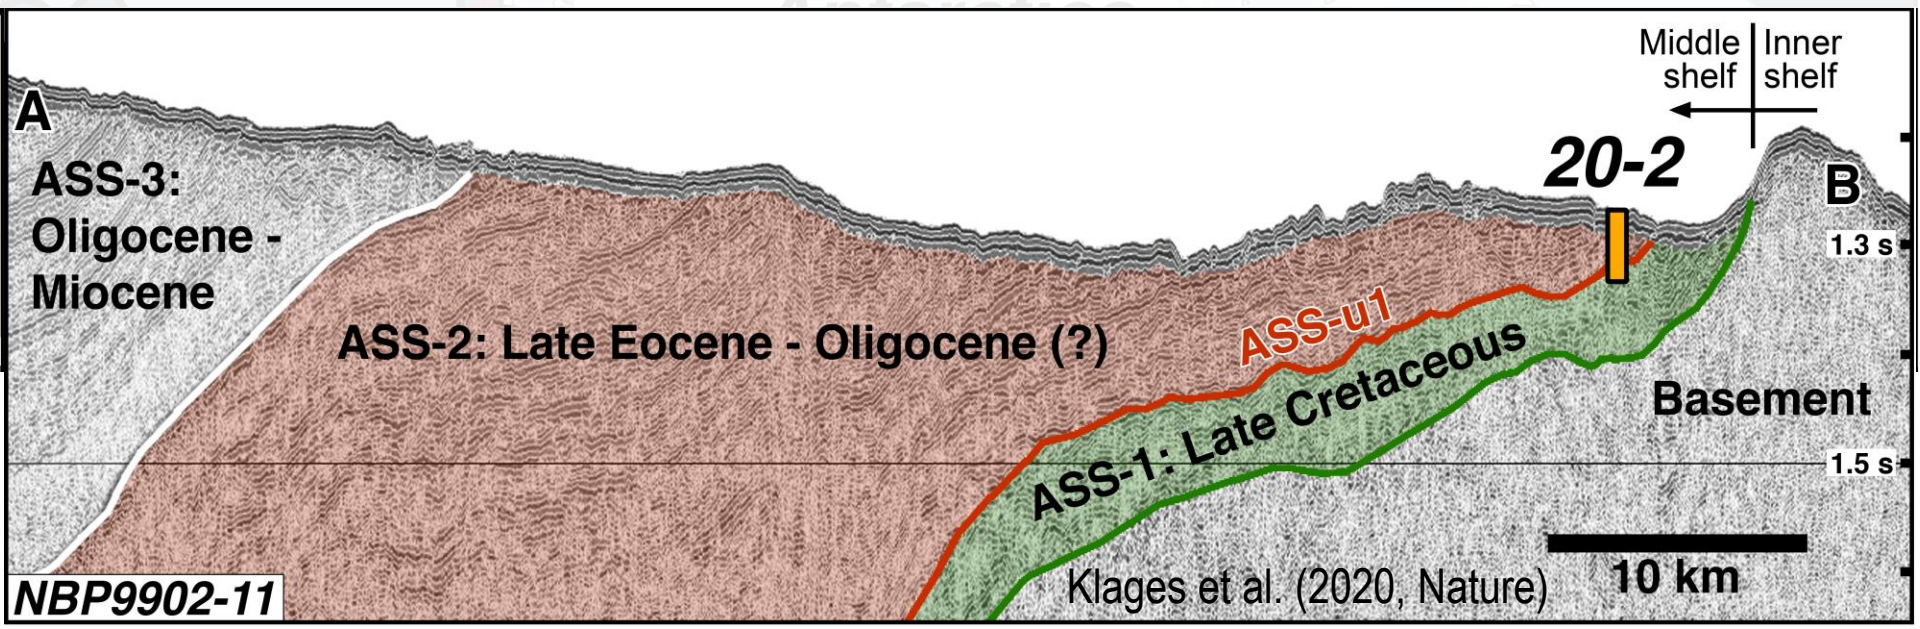 Middle shelf
Inner shelf
A
20-2
B
ASS-3:
Oligocene -
Miocene
1.3 s
ASS-u1
ASS-2: Late Eocene - Oligocene (?)
ASS-1: Late Cretaceous
Basement
1.5 s
10 km
Klages et al. (2020, Nature)
NBP9902-11